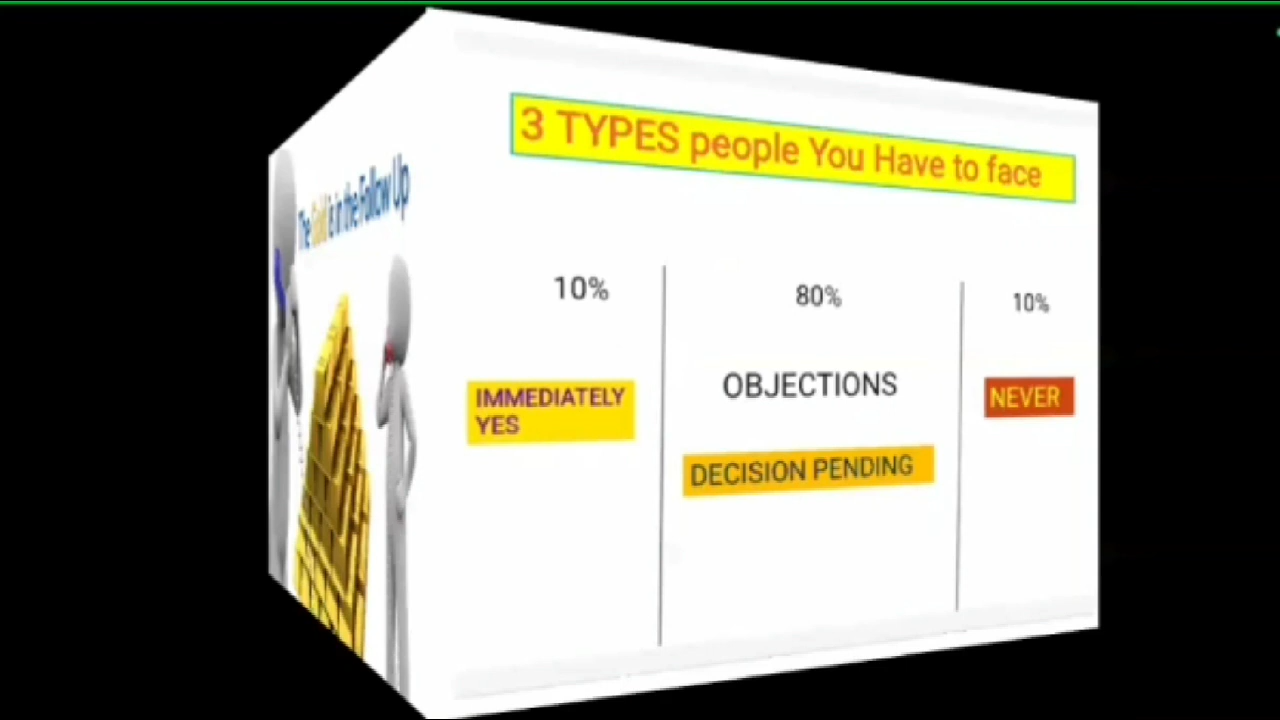 3 TYPES people You Have to face
The Gold is in the Follow Up
10%
80%
10%
IMMEDIATELY
YES
OBJECTIONS
NEVER
DECISION PENDING